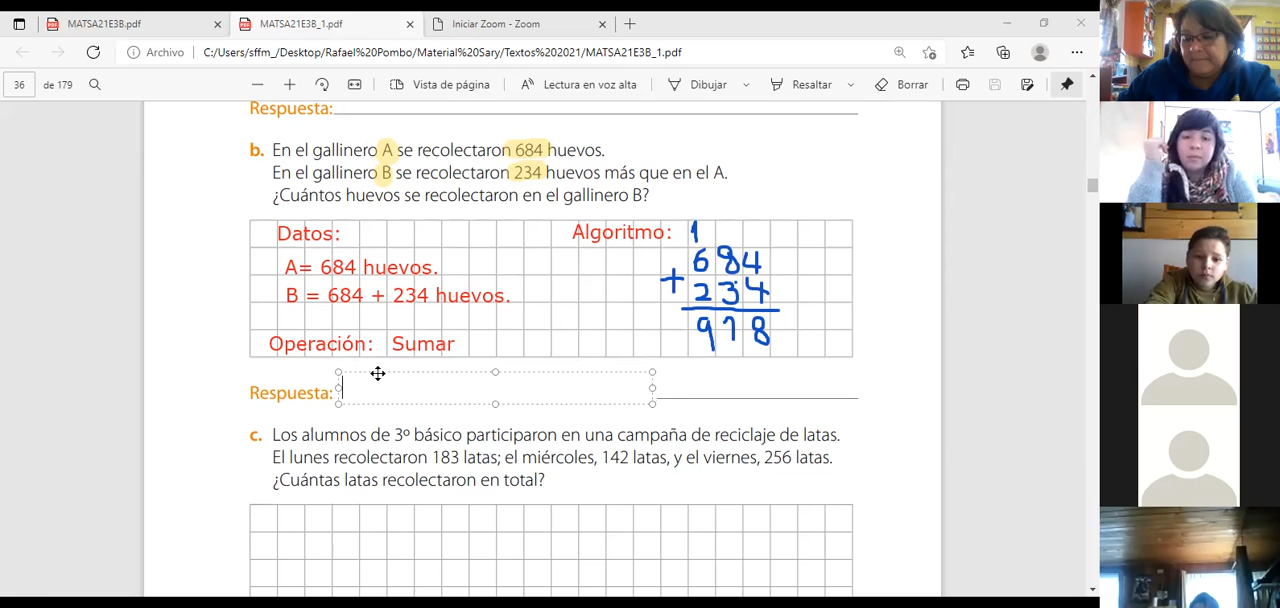 MATSA21E3B.pdf
MATSA21E3B_1.pdf
Iniciar Zoom - Zoom
Archivo
C:/Users/sffm_/Desktop/Rafael%20Pombo/Material%20Sary/Textos%202021/MATSA21E3B_1.pdf
36 de 179
Vista de página
Lectura en voz alta
Dibujar
Resaltar
Borrar
Respuesta:
b. En el gallinero A se recolectaron 684 huevos.
En el gallinero B se recolectaron 234 huevos más que en el A.
¿Cuántos huevos se recolectaron en el gallinero B?
Datos:
A= 684 huevos.
B = 684 + 234 huevos.
Operación: Sumar
Algoritmo:
1
684
+ 234
918
Respuesta:
c. Los alumnos de 3º básico participaron en una campaña de reciclaje de latas.
El lunes recolectaron 183 latas; el miércoles, 142 latas, y el viernes, 256 latas.
¿Cuántas latas recolectaron en total?